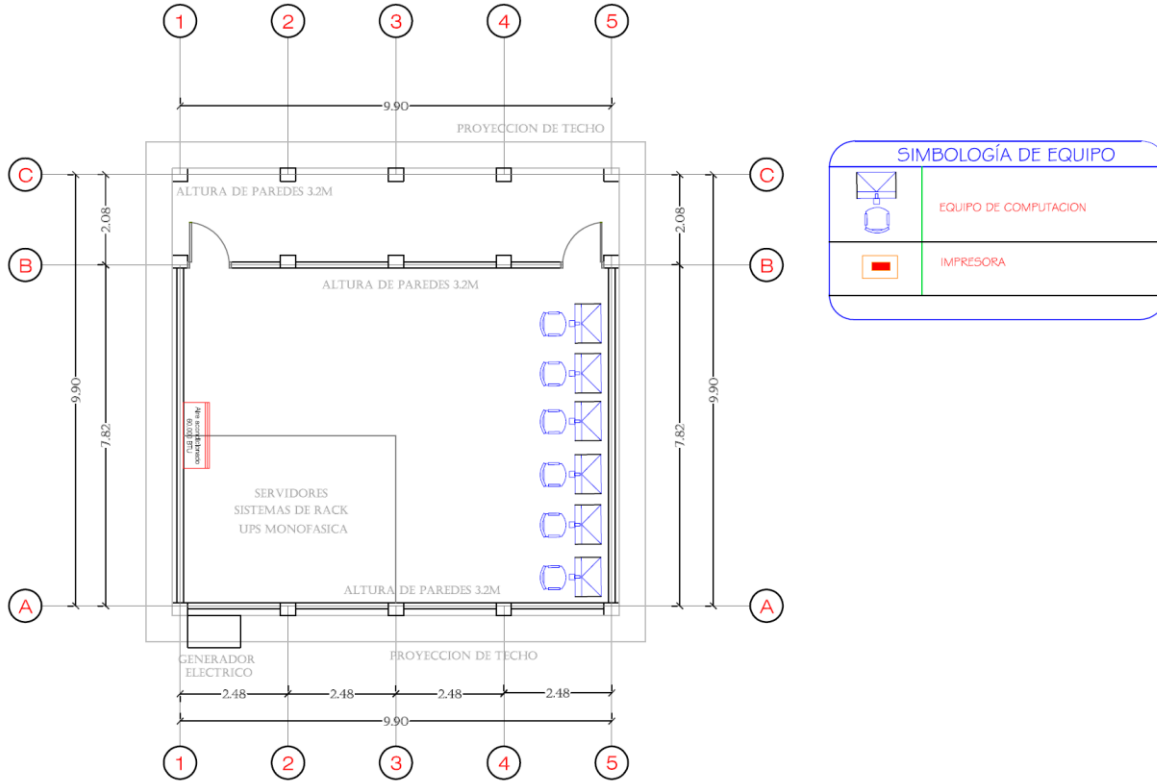 1 2 3 4 5
9.90
PROYECCION DE TECHO
C C
ALTURA DE PAREDES 3.2M
2.08 2.08
B B
ALTURA DE PAREDES 3.2M
9.90 7.82 7.82 9.90
Aire acondicionado
60,000 BTU
SERVIDORES
SISTEMAS DE RACK
UPS MONOFASICA
ALTURA DE PAREDES 3.2M
A A
GENERADOR
ELECTRICO
PROYECCION DE TECHO
2.48 2.48 2.48 2.48
9.90
1 2 3 4 5
SIMBOLOGÍA DE EQUIPO
EQUIPO DE COMPUTACION
IMPRESORA